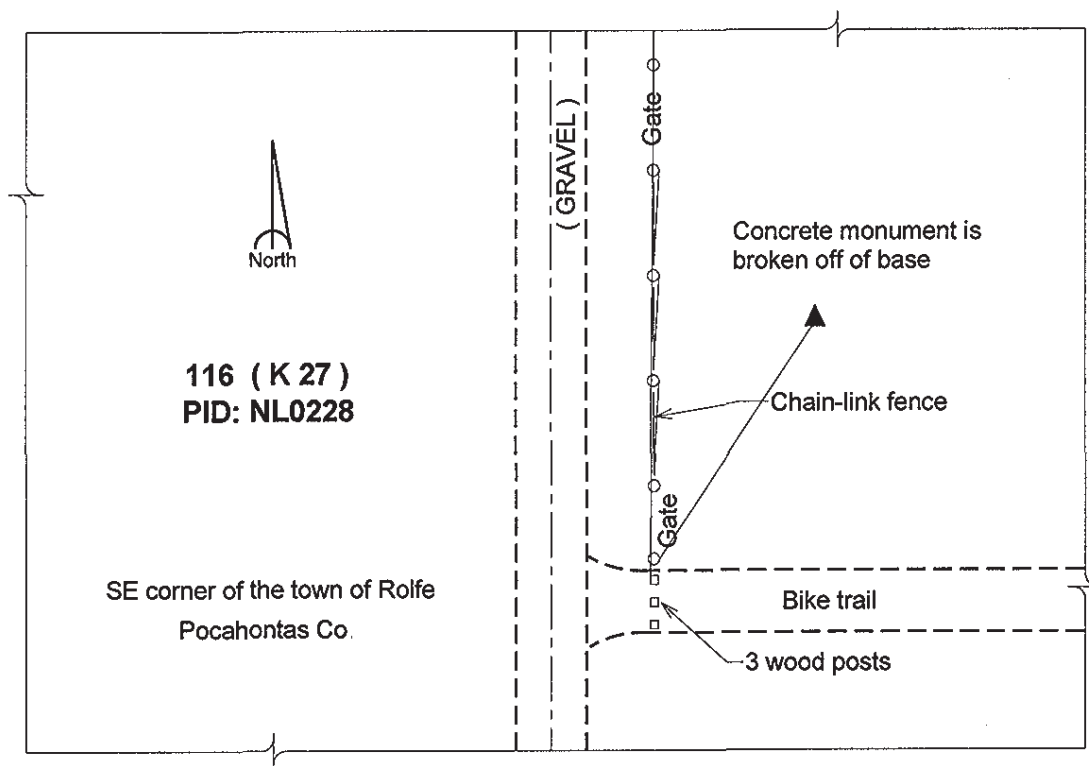 ( GRAVEL )
Gate
Concrete monument is
broken off of base
North
116 ( K 27 )
PID: NL0228
Chain-link fence
Gate
SE corner of the town of Rolfe
Pocahontas Co.
Bike trail
3 wood posts